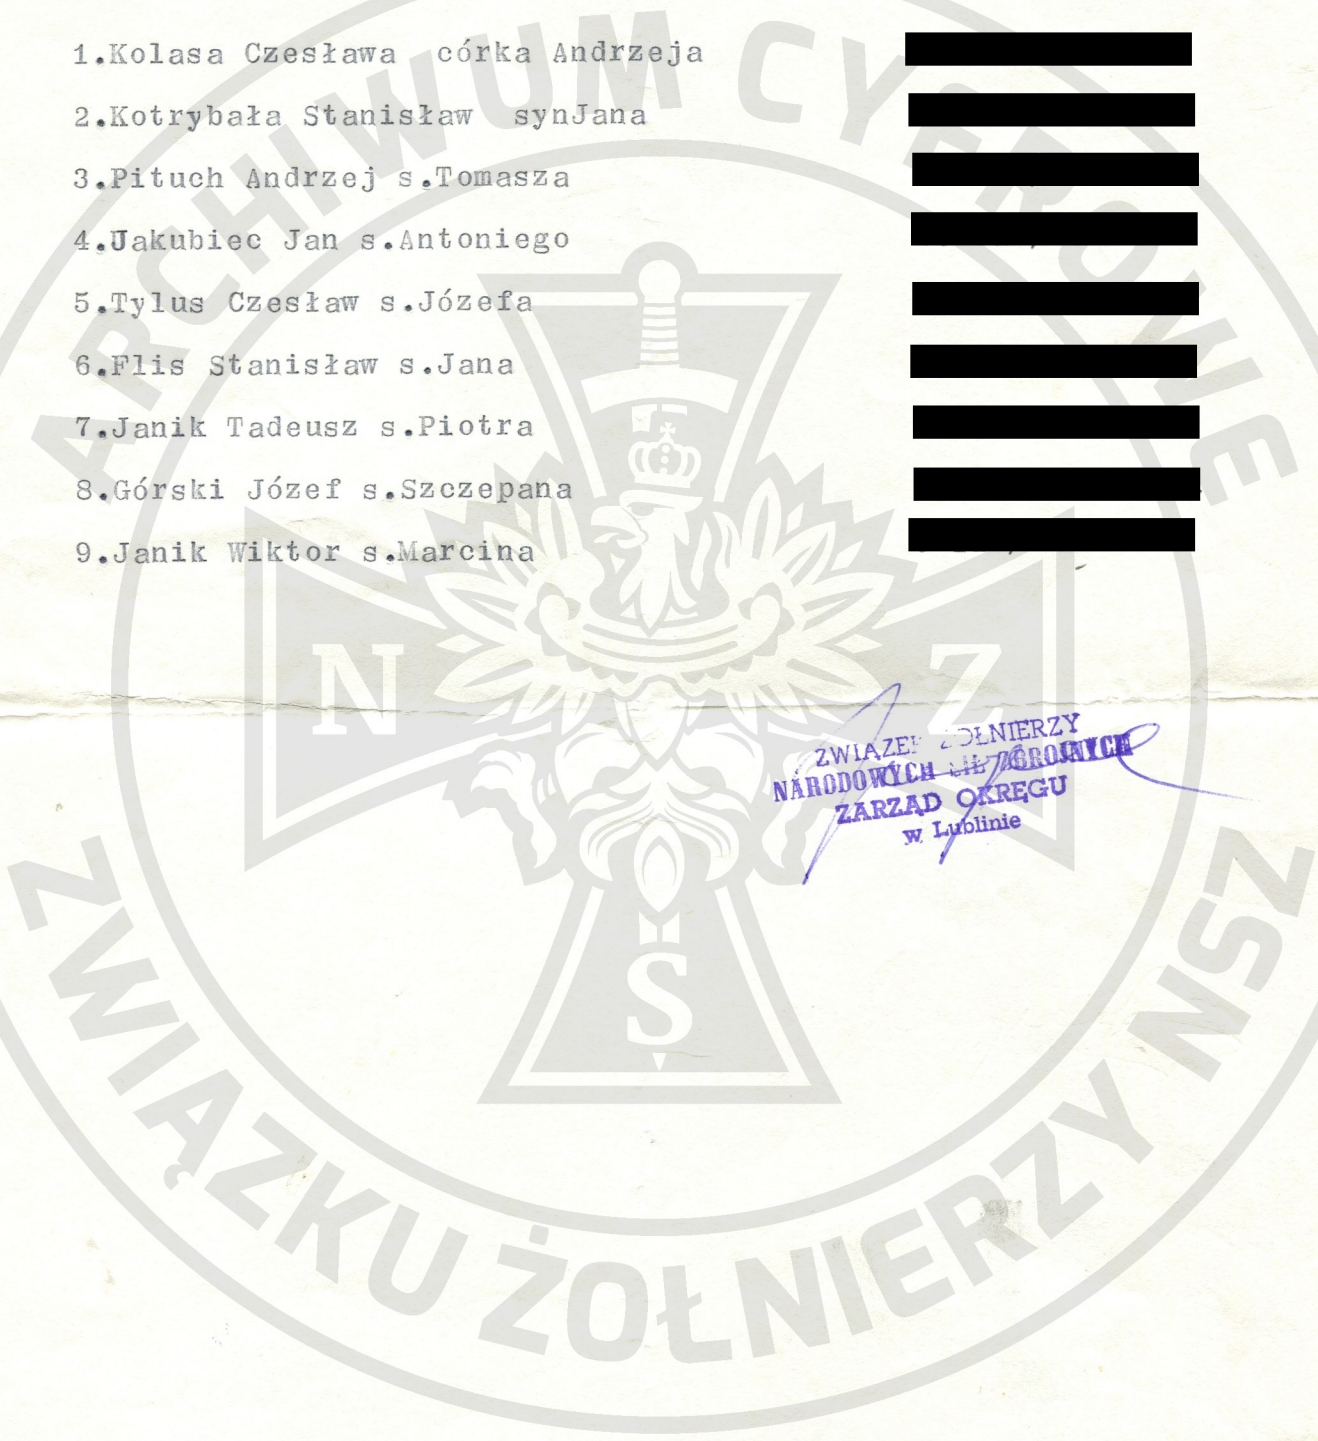 ARCHIWUM CYFROWE
1.Kolasa Czesława córka Andrzeja
2.Kotrybała Stanisław synJana
3.Pituch Andrzej s.Tomasza
4.Jakubiec Jan s.Antoniego
5.Tylus Czesław s.Józefa
6.Flis Stanisław s.Jana
7.Janik Tadeusz s.Piotra
8.Górski Józef s.Szczepana
9.Janik Wiktor s.Marcina
N Z
S
ZWIĄZEK ŻOŁNIERZY
NARODOWYCH SIŁ ZBROJNYCH
ZARZĄD OKRĘGU
w Lublinie
ZWIĄZKU ŻOŁNIERZY NSZ